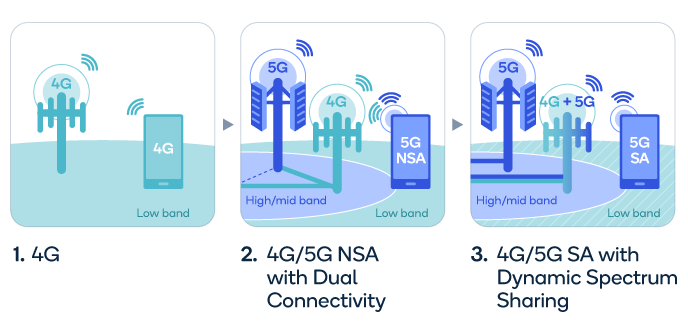 4G
4G
Low band
1. 4G
5G
4G
5G
NSA
High/mid band
Low band
2. 4G/5G NSA
with Dual
Connectivity
5G
4G + 5G
5G
SA
High/mid band
Low band
3. 4G/5G SA with
Dynamic Spectrum
Sharing